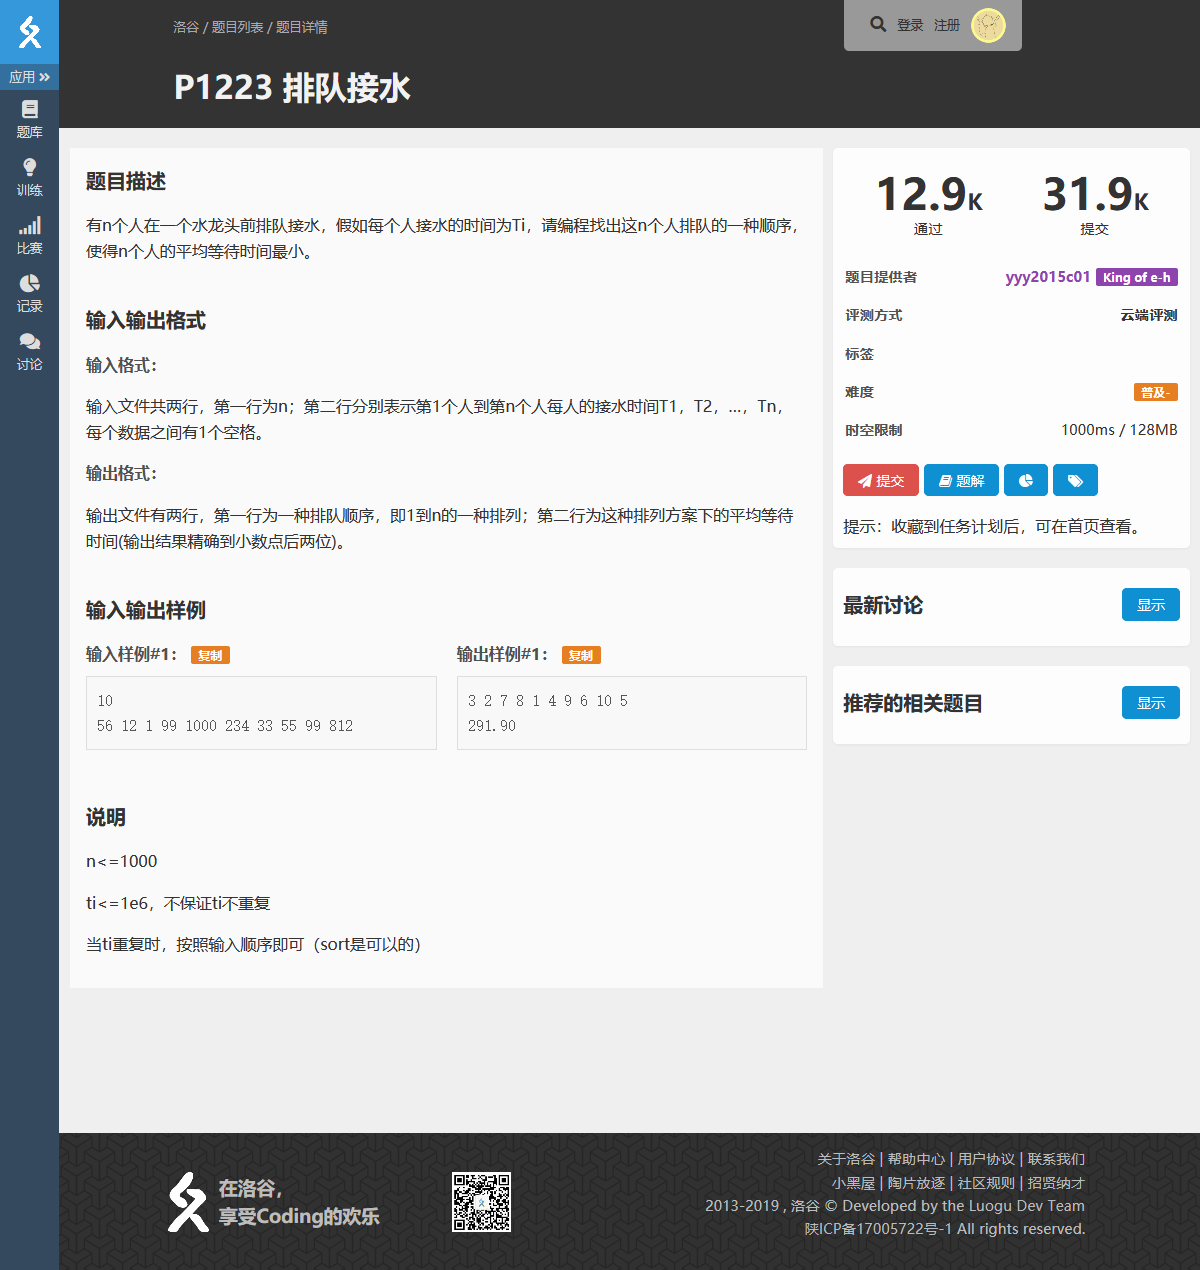 洛谷 / 题目列表 / 题目详情
登录 注册
P1223 排队接水
应用
题库
训练
比赛
记录
讨论
题目描述
有n个人在一个水龙头前排队接水，假如每个人接水的时间为Ti，请编程找出这n个人排队的一种顺序，
使得n个人的平均等待时间最小。
输入输出格式
输入格式：
输入文件共两行，第一行为n；第二行分别表示第1个人到第n个人每人的接水时间T1，T2，…，Tn，
每个数据之间有1个空格。
输出格式：
输出文件有两行，第一行为一种排队顺序，即1到n的一种排列；第二行为这种排列方案下的平均等待
时间(输出结果精确到小数点后两位)。
输入输出样例
输入样例#1： 复制
10
56 12 1 99 1000 234 33 55 99 812
输出样例#1： 复制
3 2 7 8 1 4 9 6 10 5
291.90
说明
n<=1000
ti<=1e6，不保证ti不重复
当ti重复时，按照输入顺序即可（sort是可以的）
12.9K 31.9K
通过 提交
题目提供者 yyy2015c01 King of e-h
评测方式 云端评测
标签
难度 普及-
时空限制 1000ms / 128MB
提交 题解
提示：收藏到任务计划后，可在首页查看。
最新讨论 显示
推荐的相关题目 显示
在洛谷，
享受Coding的欢乐
关于洛谷 | 帮助中心 | 用户协议 | 联系我们
小黑屋 | 陶片放逐 | 社区规则 | 招贤纳才
2013-2019 , 洛谷 © Developed by the Luogu Dev Team
陕ICP备17005722号-1 All rights reserved.